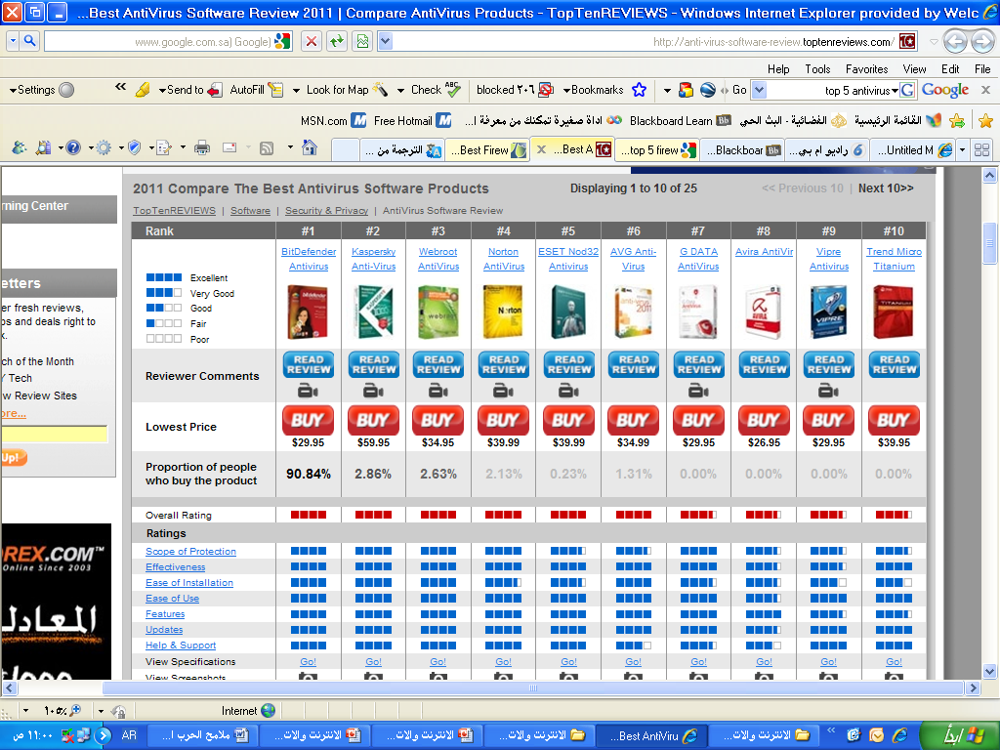 ...Best AntiVirus Software Review 2011 | Compare AntiVirus Products - TopTenREVIEWS - Windows Internet Explorer provided by Welc
www.google.com.sa) Google)
http://anti-virus-software-review.toptenreviews.com/
Help Tools Favorites View Edit File
Settings Send to AutoFill Look for Map Check blocked ٢٠٦ Bookmarks Go top 5 antivirus Google
MSN.com Free Hotmail اداة صغيرة تمكنك من معرفة ا... Blackboard Learn الفضائية - البث الحي القائمة الرئيسية
الترجمة من ... ...Best Firew ...Best A ...top 5 firew ...Blackboar راديو ام بي... ...Untitled M
2011 Compare The Best Antivirus Software Products Displaying 1 to 10 of 25 << Previous 10 | Next 10>>
TopTenREVIEWS | Software | Security & Privacy | AntiVirus Software Review
Rank #1 #2 #3 #4 #5 #6 #7 #8 #9 #10
BitDefender Antivirus
Kaspersky Anti-Virus
Webroot AntiVirus
Norton AntiVirus
ESET Nod32 Antivirus
AVG Anti-Virus
G DATA AntiVirus
Avira AntiVir
Vipre Antivirus
Trend Micro Titanium
Excellent
Very Good
Good
Fair
Poor
Norton
webroot
2011
AVIRA
VIPRE
TITANIUM
Reviewer Comments READ REVIEW READ REVIEW READ REVIEW READ REVIEW READ REVIEW READ REVIEW READ REVIEW READ REVIEW READ REVIEW READ REVIEW
Lowest Price BUY BUY BUY BUY BUY BUY BUY BUY BUY BUY
$29.95 $59.95 $34.95 $39.99 $39.99 $34.99 $29.95 $26.95 $29.95 $39.95
Proportion of people
who buy the product
90.84% 2.86% 2.63% 2.13% 0.23% 1.31% 0.00% 0.00% 0.00% 0.00%
Overall Rating
Ratings
Scope of Protection
Effectiveness
Ease of Installation
Ease of Use
Features
Updates
Help & Support
View Specifications Go! Go! Go! Go! Go! Go! Go! Go! Go! Go!
View Screenshots
rning Center
etters
er fresh reviews,
ps and deals right to
x.
ch of the Month
/ Tech
w Review Sites
ore...
Up!
OREX.COM™
Online Since 2003
المعادل
١٠٥% Internet
١١:٠٠ ص AR ملامح الحرب ا... الانترنت والات... الانترنت والات... الانترنت والات... ...Best AntiViru الانترنت والات... ابدأ